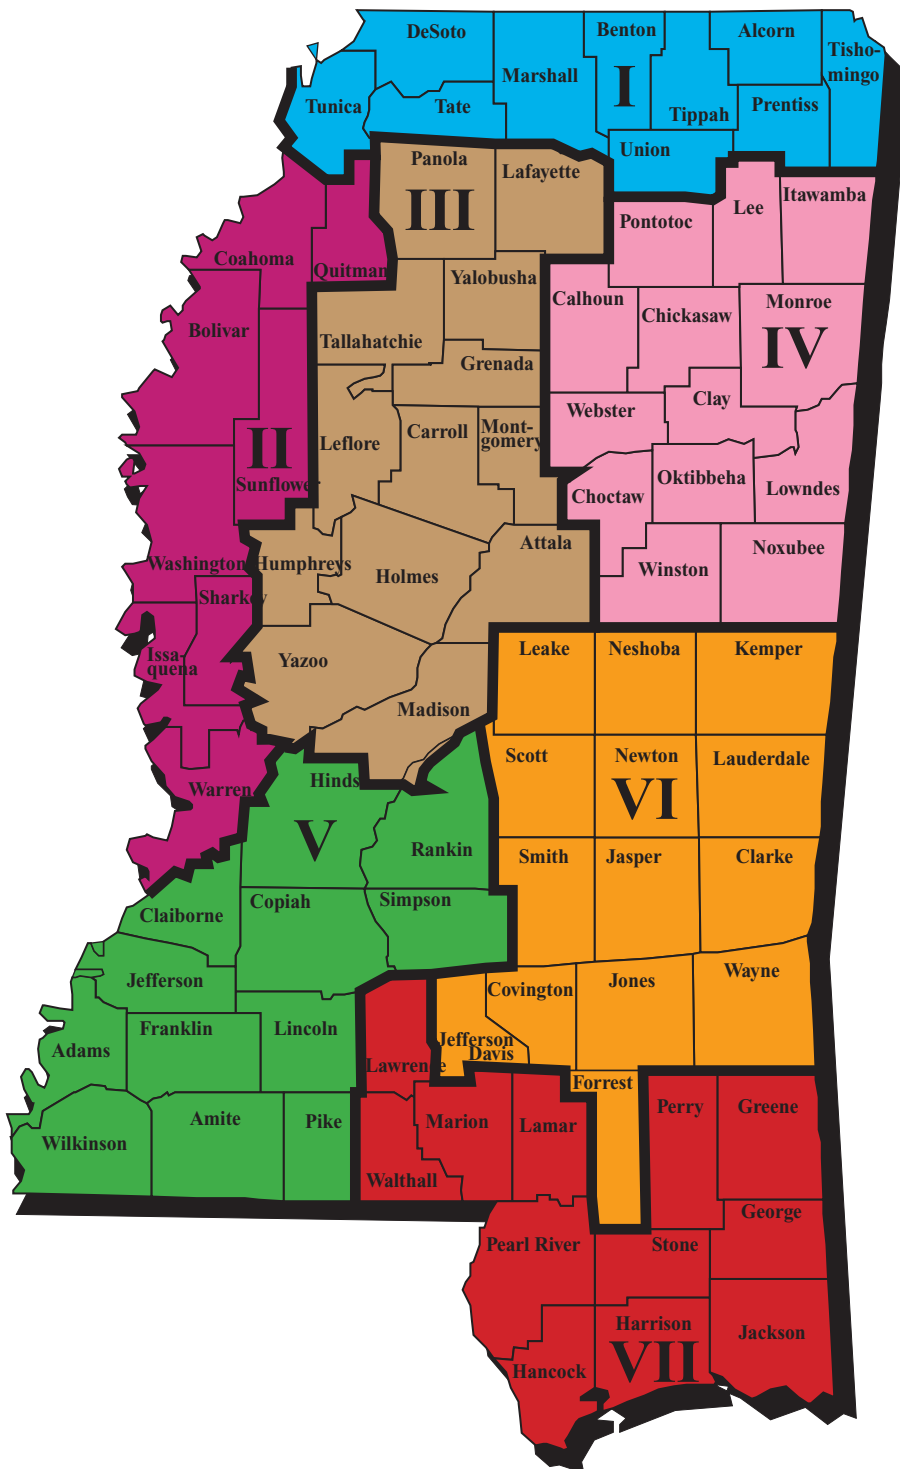 DeSoto
Benton
Alcorn
Tisho-
mingo
Marshall
I
Tunica
Tate
Tippah
Prentiss
Union
Panola
Lafayette
III
Itawamba
Lee
Pontotoc
Coahoma
Quitman
Yalobusha
Calhoun
Chickasaw
Monroe
IV
Bolivar
Tallahatchie
Grenada
Webster
Clay
Leflore
Carroll
Mont-
gomery
II
Sunflower
Choctaw
Oktibbeha
Lowndes
Attala
Noxubee
Washington
Humphreys
Holmes
Winston
Sharkey
Issa-
quena
Yazoo
Leake
Neshoba
Kemper
Madison
Scott
Newton
Lauderdale
VI
Hinds
Warren
V
Rankin
Smith
Jasper
Clarke
Claiborne
Copiah
Simpson
Jefferson
Covington
Jones
Wayne
Franklin
Lincoln
Adams
Jefferson
Davis
Lawrence
Forrest
Perry
Greene
Wilkinson
Amite
Pike
Marion
Lamar
Walthall
George
Pearl River
Stone
Harrison
VII
Jackson
Hancock